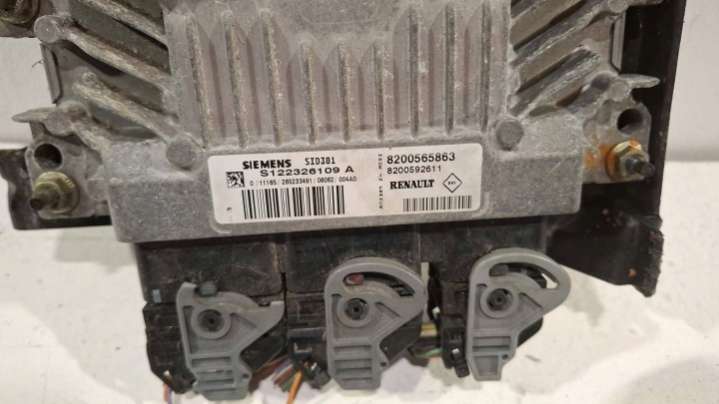 SIEMENS SID301
S122326109 A
8200565863
8200592611
RENAULT